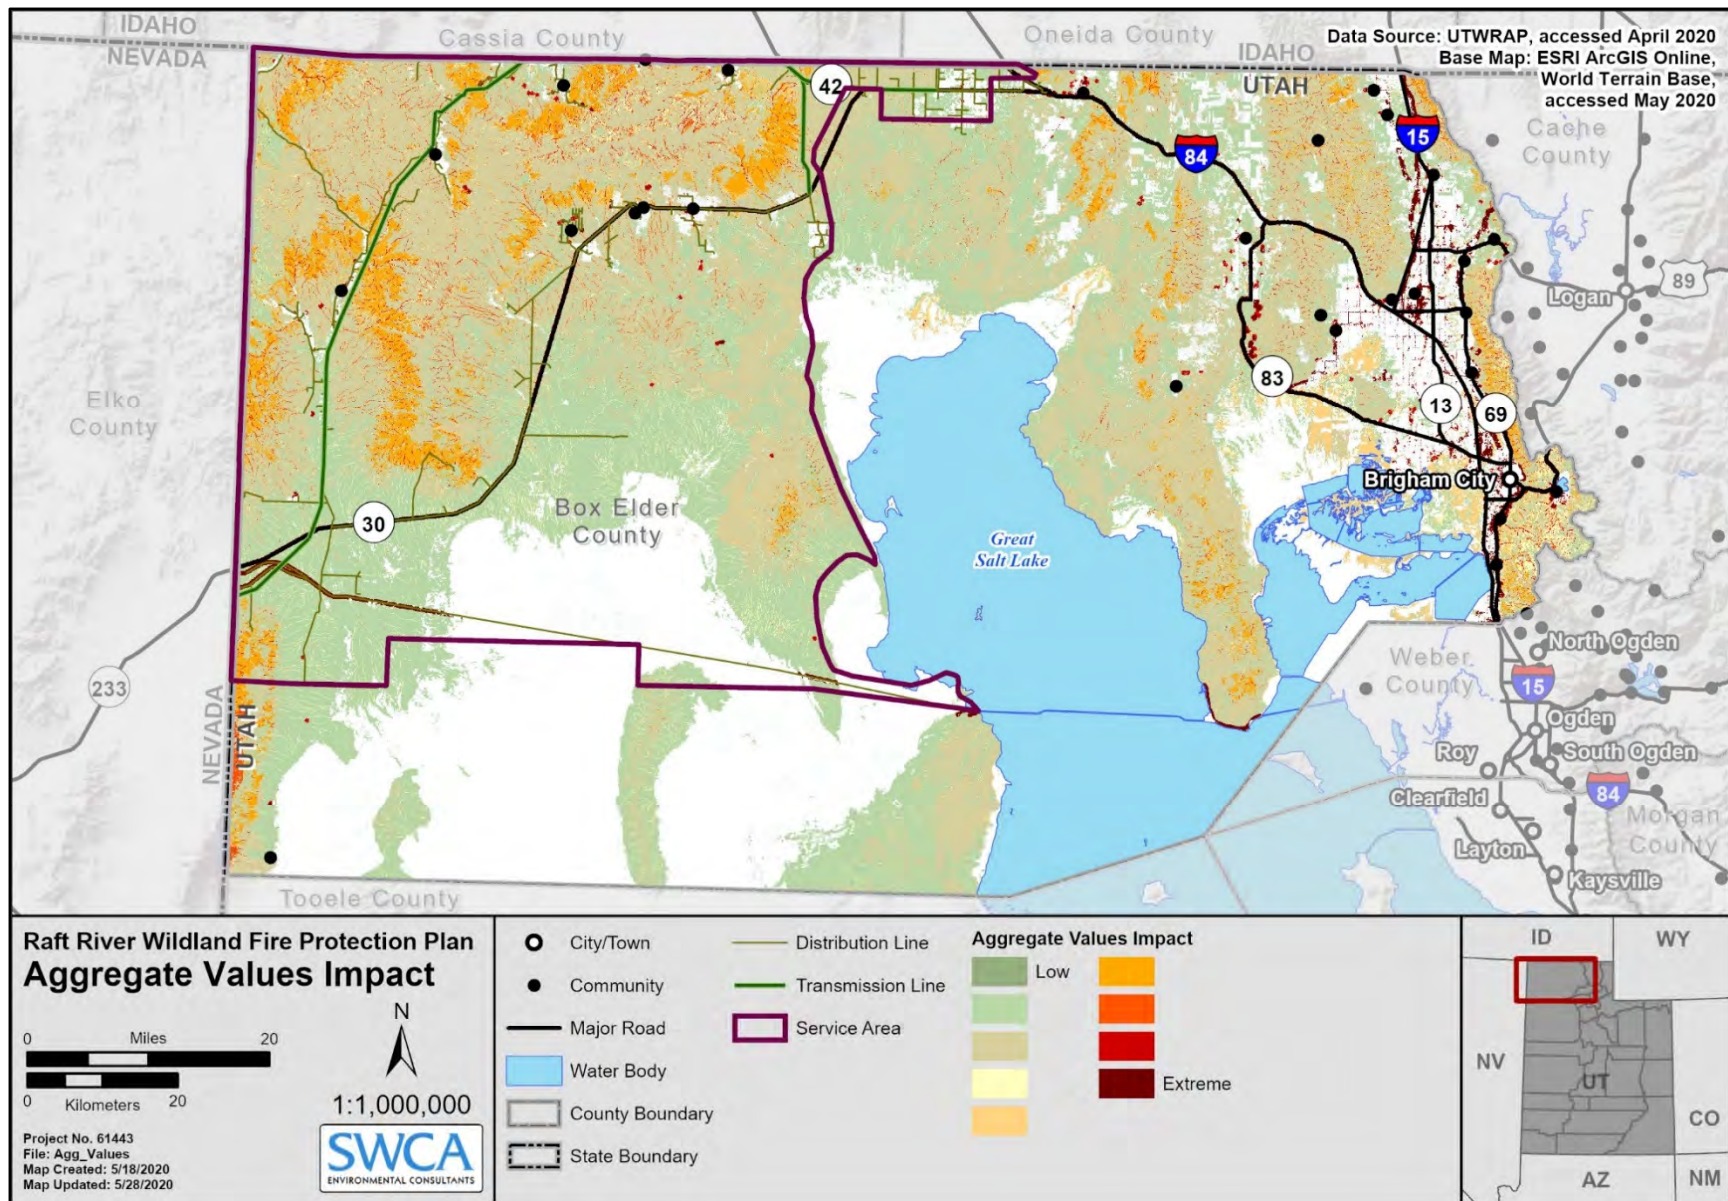 IDAHO
NEVADA
Cassia County
Oneida County
IDAHO
UTAH
Data Source: UTWRAP, accessed April 2020
Base Map: ESRI ArcGIS Online,
World Terrain Base,
accessed May 2020
42
84
15
Cache
County
89
Logan
Elko
County
83
13
69
Brigham City
30
Box Elder
County
Great
Salt Lake
233
NEVADA
UTAH
Weber
County
North Ogden
15
Ogden
Roy
South Ogden
Clearfield
84
Morgan
County
Layton
Kaysville
Tooele County
Raft River Wildland Fire Protection Plan
Aggregate Values Impact
0 Miles 20
0 Kilometers 20
N
1:1,000,000
Project No. 61443
File: Agg_Values
Map Created: 5/18/2020
Map Updated: 5/28/2020
SWCA
ENVIRONMENTAL CONSULTANTS
City/Town
Community
Major Road
Water Body
County Boundary
State Boundary
Distribution Line
Transmission Line
Service Area
Aggregate Values Impact
Low
Extreme
ID
WY
NV
UT
CO
AZ
NM